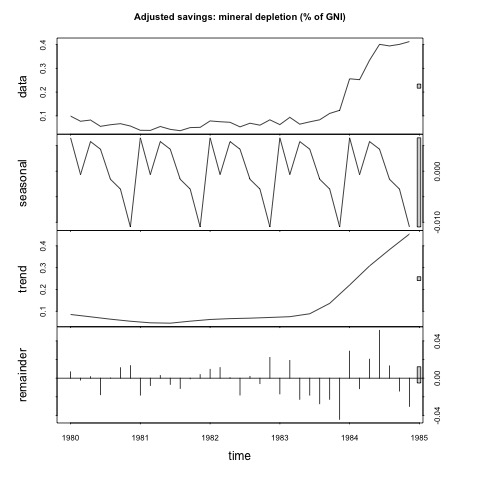 Adjusted savings: mineral depletion (% of GNI)
data
0.1 0.2 0.3 0.4
seasonal
-0.010 0.000
trend
0.1 0.2 0.3 0.4
remainder
-0.04 0.00 0.04
1980 1981 1982 1983 1984 1985
time